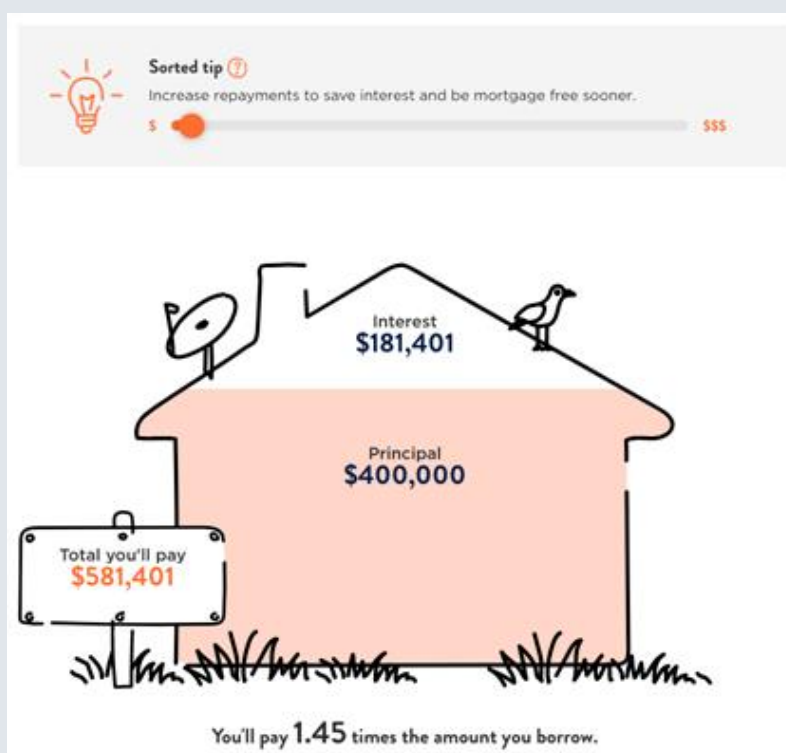 Sorted tip ?
Increase repayments to save interest and be mortgage free sooner.
$ $$$
Interest
$181,401
Principal
$400,000
Total you'll pay
$581,401
You'll pay 1.45 times the amount you borrow.